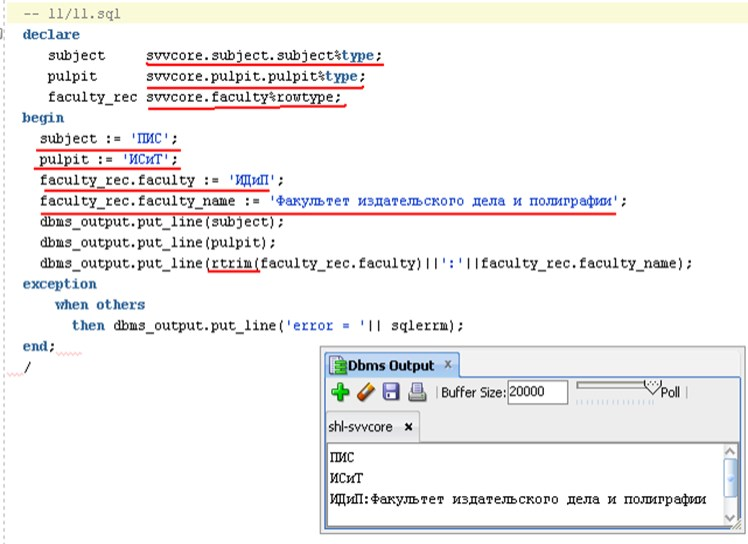 -- 11/11.sql
declare
subject svvcore.subject.subject%type;
pulpit svvcore.pulpit.pulpit%type;
faculty_rec svvcore.faculty%rowtype;
begin
subject := 'ПИС';
pulpit := 'ИСиТ';
faculty_rec.faculty := 'ИДиП';
faculty_rec.faculty_name := 'Факультет издательского дела и полиграфии';
dbms_output.put_line(subject);
dbms_output.put_line(pulpit);
dbms_output.put_line(rtrim(faculty_rec.faculty)||':'||faculty_rec.faculty_name);
exception
when others
then dbms_output.put_line('error = '|| sqlerrm);
end;
/
Dbms Output x
Buffer Size: 20000 Poll
shl-svvcore x
ПИС
ИСиТ
ИДиП:Факультет издательского дела и полиграфии